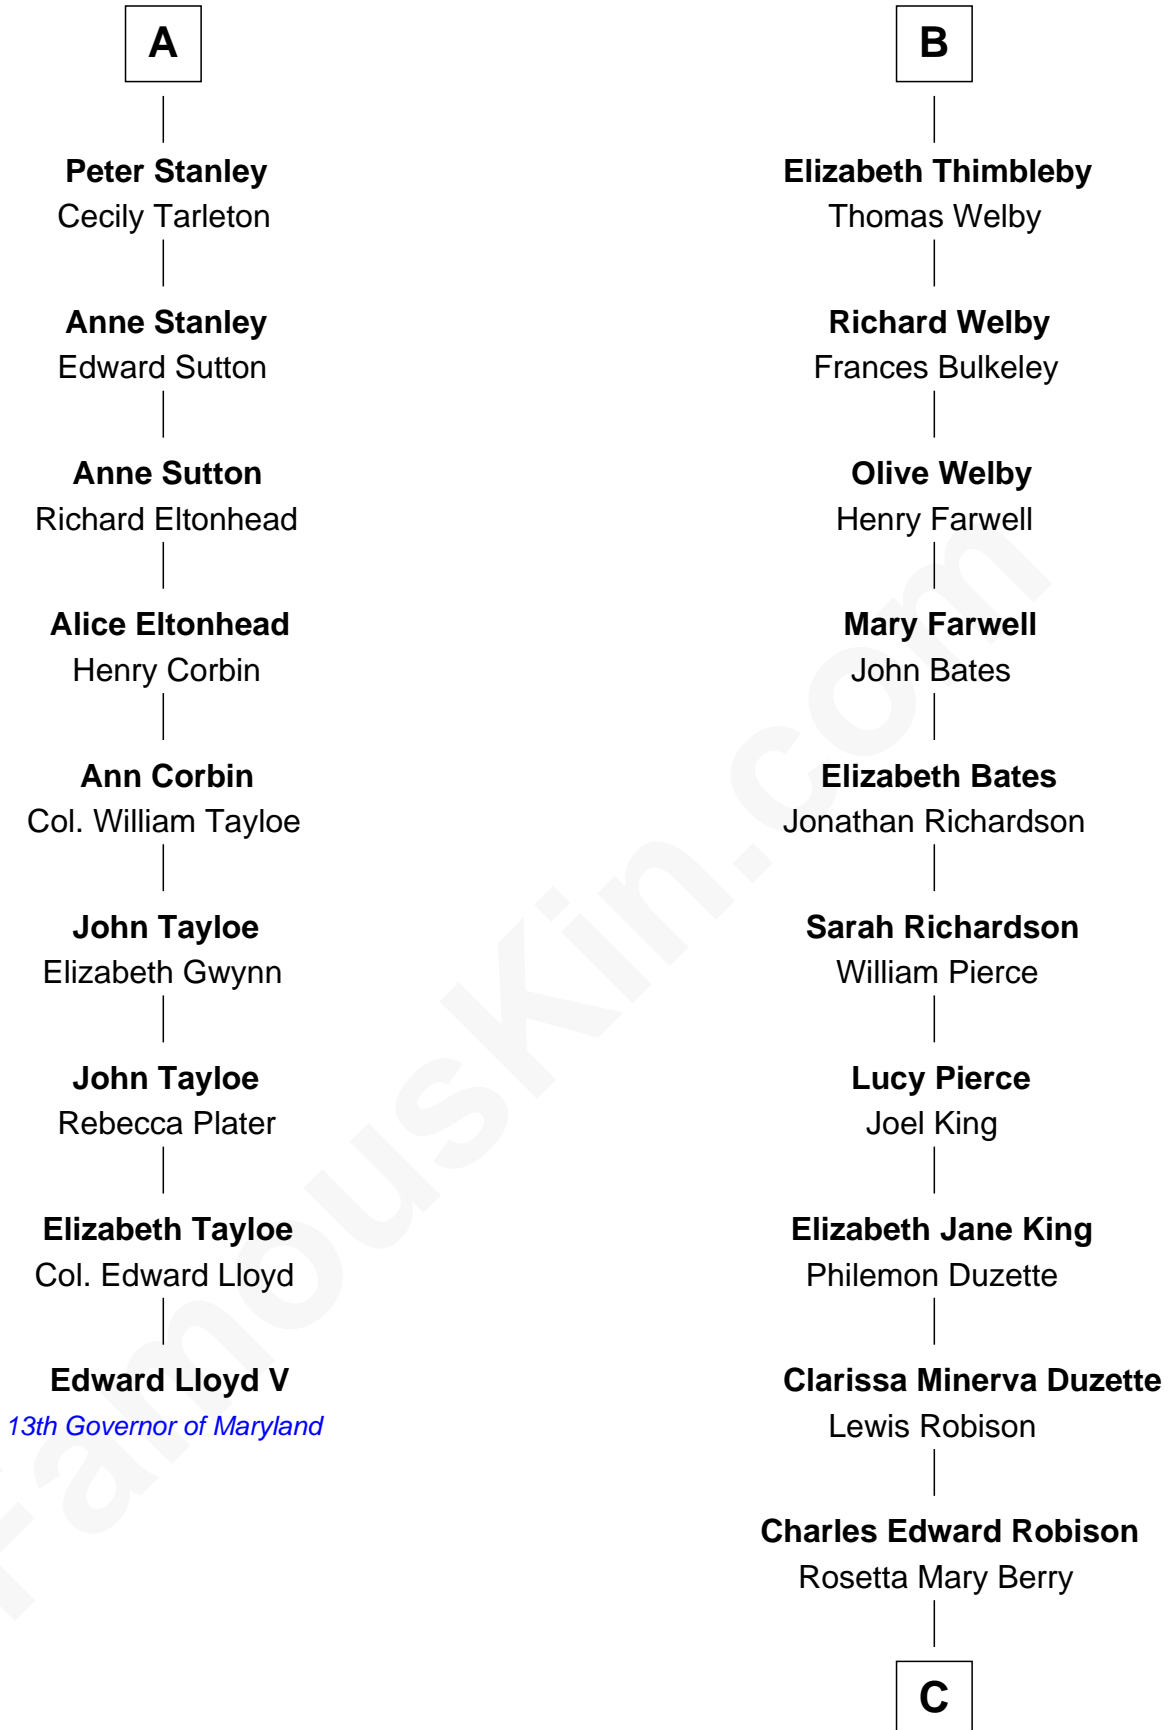 A
Peter Stanley
Cecily Tarleton
Anne Stanley
Edward Sutton
Anne Sutton
Richard Eltonhead
Alice Eltonhead
Henry Corbin
Ann Corbin
Col. William Tayloe
John Tayloe
Elizabeth Gwynn
John Tayloe
Rebecca Plater
Elizabeth Tayloe
Col. Edward Lloyd
Edward Lloyd V
13th Governor of Maryland
B
Elizabeth Thimbleby
Thomas Welby
Richard Welby
Frances Bulkeley
Olive Welby
Henry Farwell
Mary Farwell
John Bates
Elizabeth Bates
Jonathan Richardson
Sarah Richardson
William Pierce
Lucy Pierce
Joel King
Elizabeth Jane King
Philemon Duzette
Clarissa Minerva Duzette
Lewis Robison
Charles Edward Robison
Rosetta Mary Berry
C
FamousKin.com